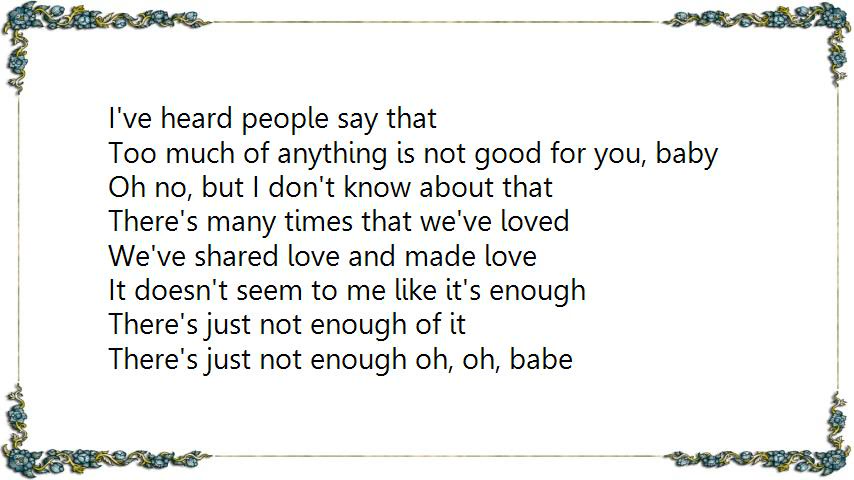 I've heard people say that
Too much of anything is not good for you, baby
Oh no, but I don't know about that
There's many times that we've loved
We've shared love and made love
It doesn't seem to me like it's enough
There's just not enough of it
There's just not enough oh, oh, babe